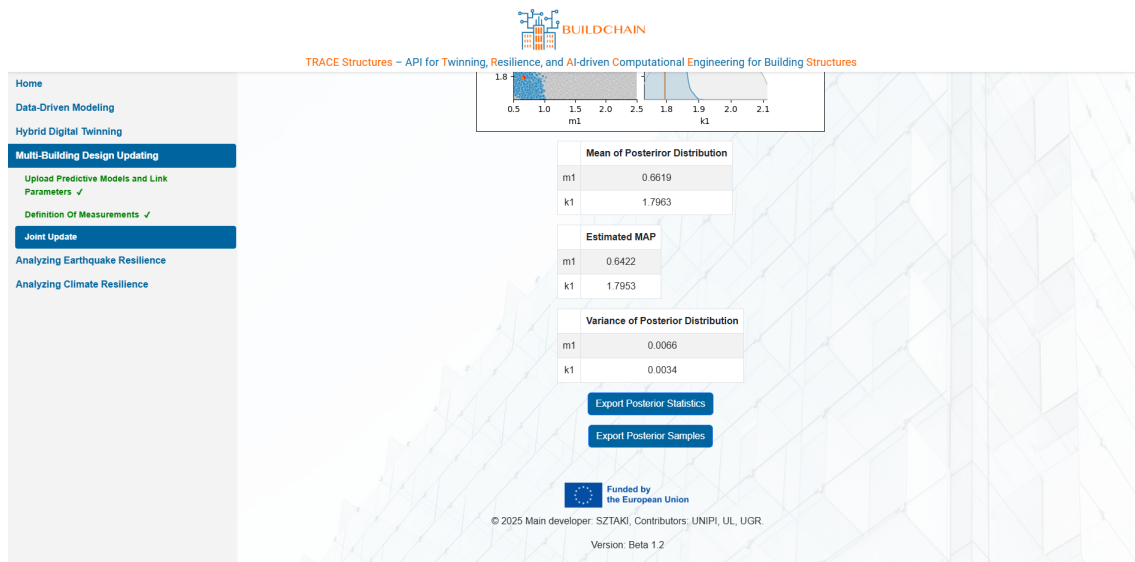 BUILDCHAIN
TRACE Structures – API for Twinning, Resilience, and AI-driven Computational Engineering for Building Structures
Home
Data-Driven Modeling
Hybrid Digital Twinning
Multi-Building Design Updating
Upload Predictive Models and Link
Parameters ✓
Definition Of Measurements ✓
Joint Update
Analyzing Earthquake Resilience
Analyzing Climate Resilience
1.8
0.5 1.0 1.5 2.0 2.5 1.8 1.9 2.0 2.1
m1 k1
Mean of Posteriror Distribution
m1 0.6619
k1 1.7963
Estimated MAP
m1 0.6422
k1 1.7953
Variance of Posterior Distribution
m1 0.0066
k1 0.0034
Export Posterior Statistics
Export Posterior Samples
Funded by
the European Union
© 2025 Main developer: SZTAKI, Contributors: UNIPI, UL, UGR.
Version: Beta 1.2